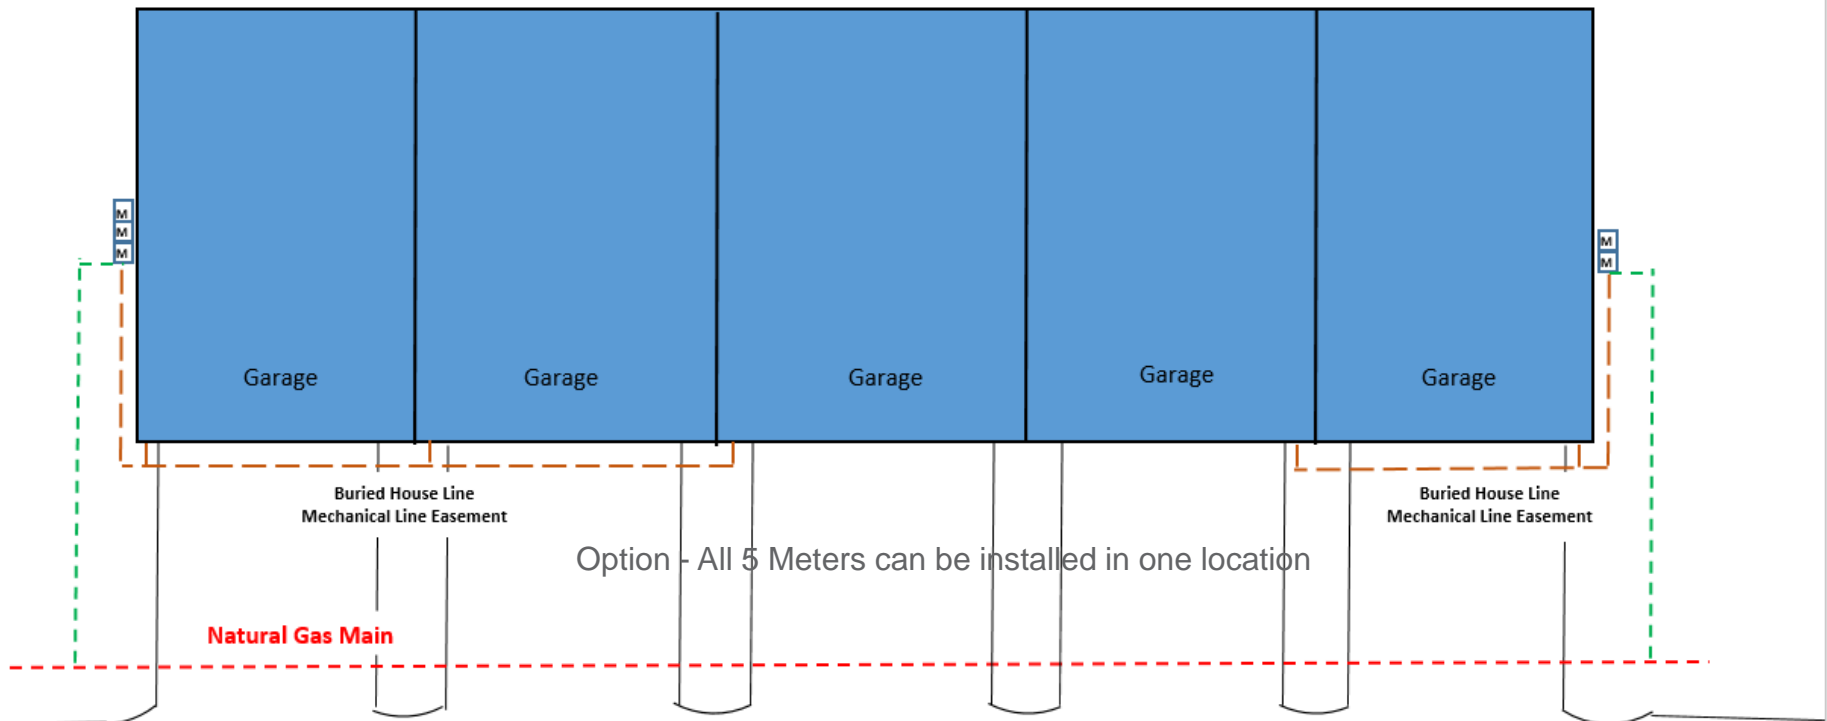 M
M
M
M
M
Garage
Garage
Garage
Garage
Garage
Buried House Line
Mechanical Line Easement
Buried House Line
Mechanical Line Easement
Option - All 5 Meters can be installed in one location
Natural Gas Main